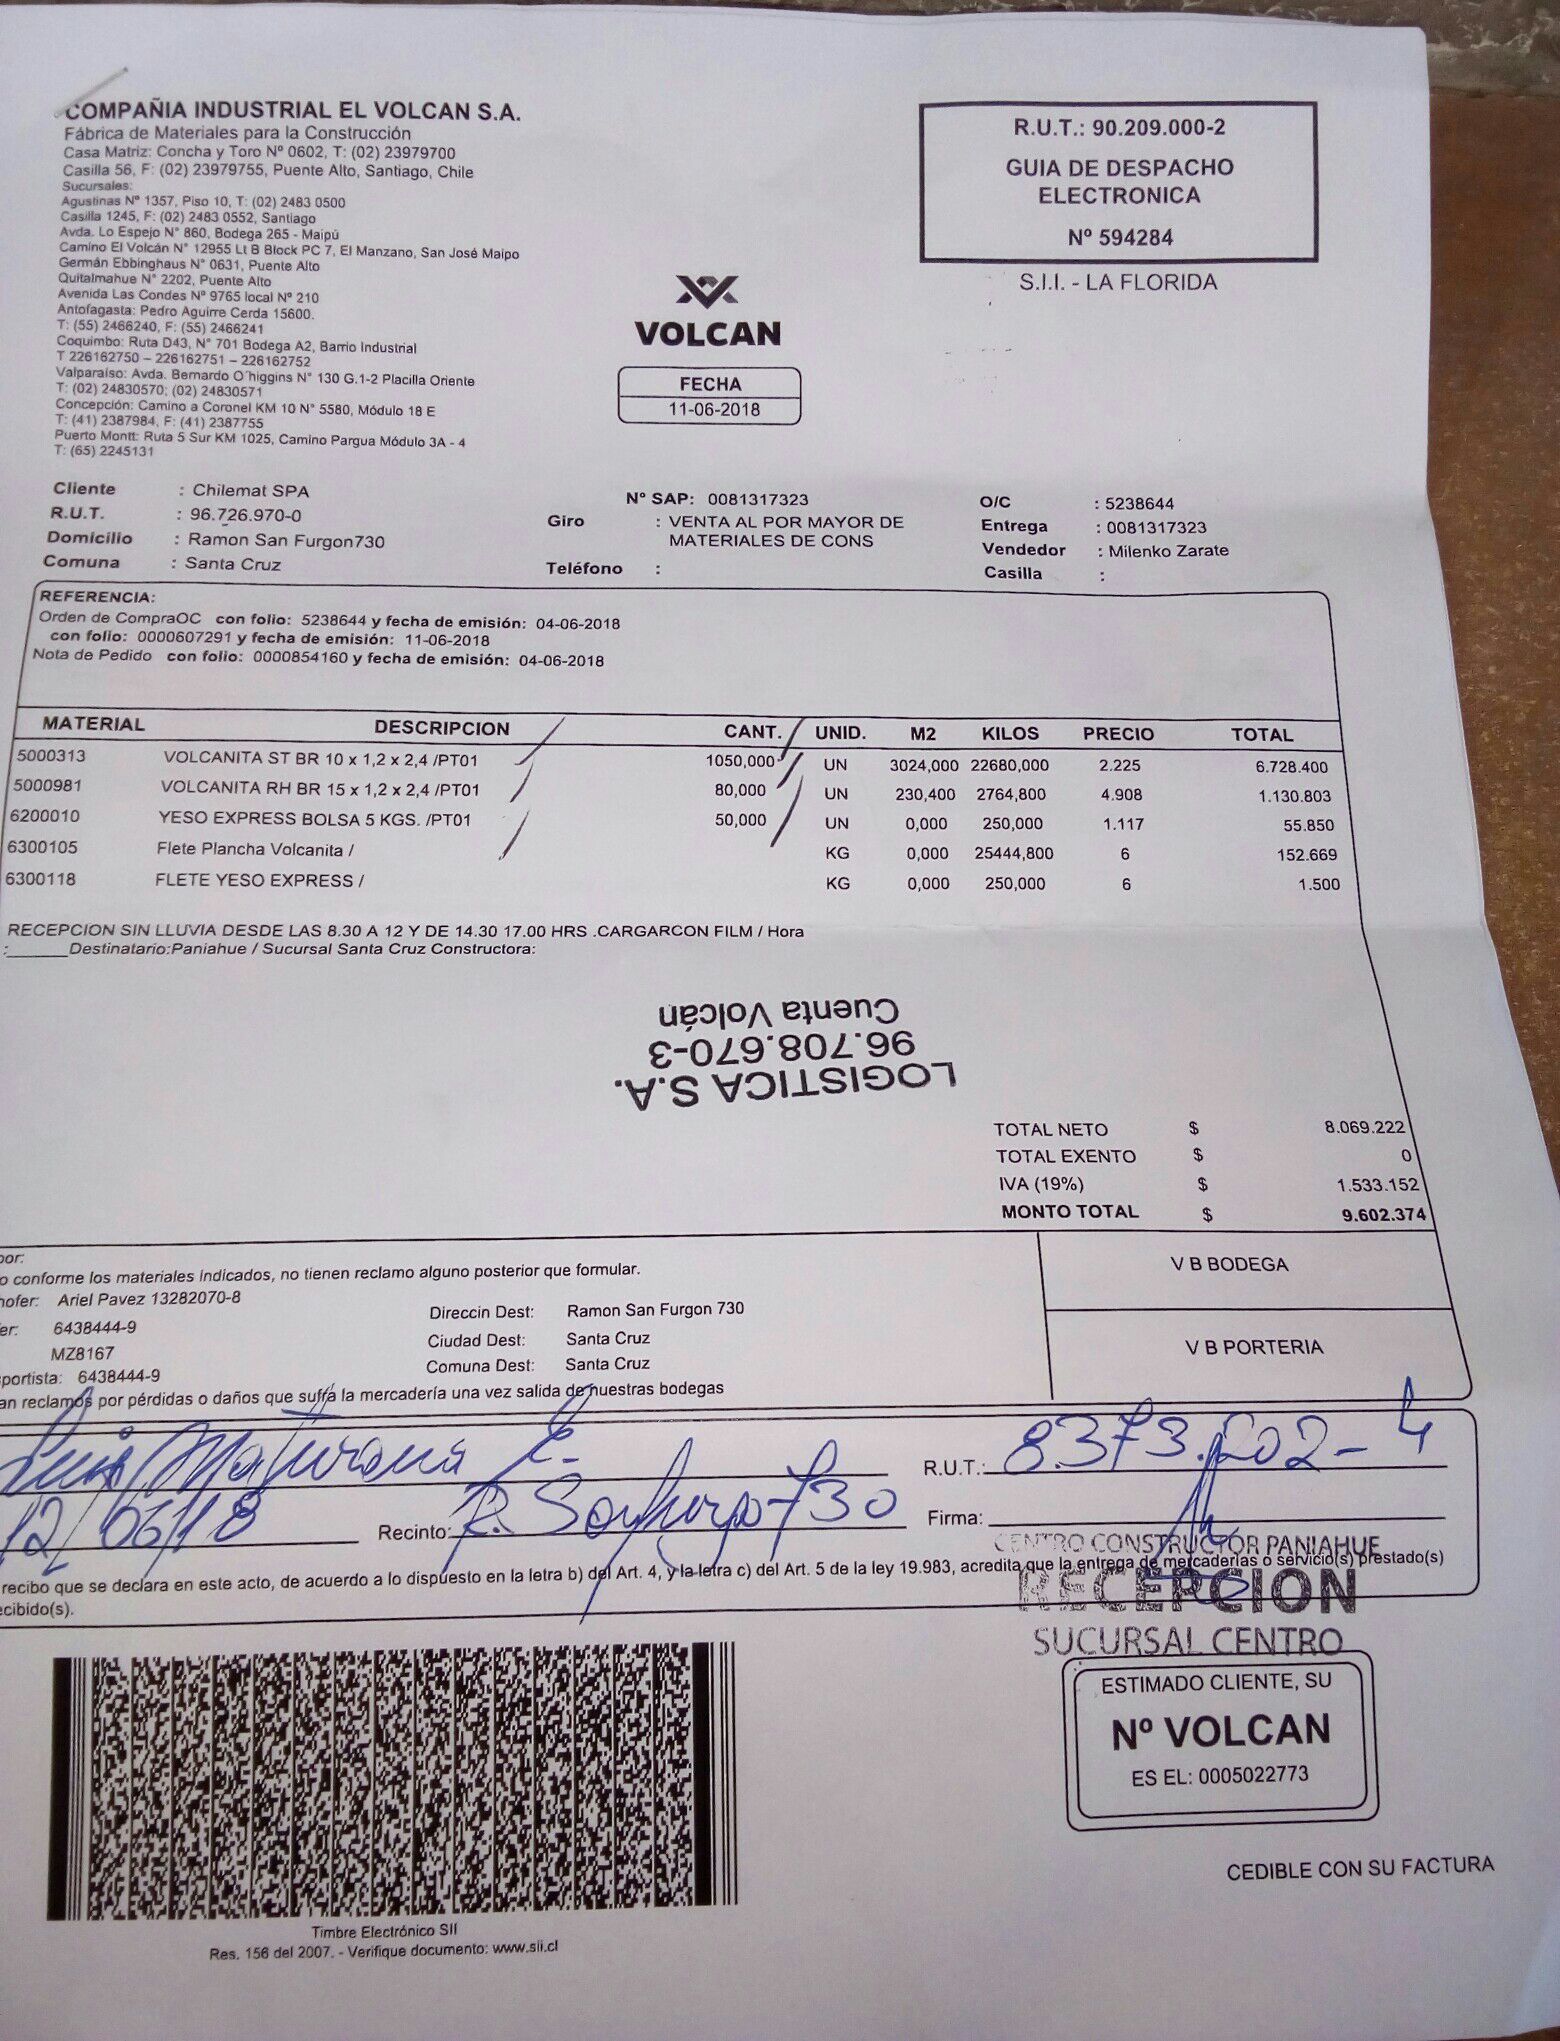 COMPAÑIA INDUSTRIAL EL VOLCAN S.A.
Fábrica de Materiales para la Construcción
Casa Matriz: Concha y Toro Nº 0602, T: (02) 23979700
Casilla 56, F: (02) 23979755, Puente Alto, Santiago, Chile
Sucursales:
Agustinas Nº 1357, Piso 10, T: (02) 2483 0500
Casilla 1245, F: (02) 2483 0552, Santiago
Avda. Lo Espejo N° 860, Bodega 265 - Maipú
Camino El Volcán N° 12955 Lt B Block PC 7, El Manzano, San José Maipo
Germán Ebbinghaus N° 0631, Puente Alto
Quitalmahue N° 2202, Puente Alto
Avenida Las Condes Nº 9765 local Nº 210
Antofagasta: Pedro Aguirre Cerda 15600.
T: (55) 2466240, F: (55) 2466241
Coquimbo: Ruta D43, N° 701 Bodega A2, Barrio Industrial
T 226162750 – 226162751 – 226162752
Valparaíso: Avda. Bernardo O´higgins N° 130 G.1-2 Placilla Oriente
T: (02) 24830570; (02) 24830571
Concepción: Camino a Coronel KM 10 N° 5580, Módulo 18 E
T: (41) 2387984, F: (41) 2387755
Puerto Montt: Ruta 5 Sur KM 1025, Camino Pargua Módulo 3A - 4
T: (65) 2245131
R.U.T.: 90.209.000-2
GUIA DE DESPACHO
ELECTRONICA
Nº 594284
S.I.I. - LA FLORIDA
VOLCAN
FECHA
11-06-2018
Cliente : Chilemat SPA
R.U.T. : 96.726.970-0
Domicilio : Ramon San Furgon730
Comuna : Santa Cruz
Nº SAP: 0081317323
Giro : VENTA AL POR MAYOR DE
MATERIALES DE CONS
Teléfono :
O/C : 5238644
Entrega : 0081317323
Vendedor : Milenko Zarate
Casilla :
REFERENCIA:
Orden de CompraOC con folio: 5238644 y fecha de emisión: 04-06-2018
con folio: 0000607291 y fecha de emisión: 11-06-2018
Nota de Pedido con folio: 0000854160 y fecha de emisión: 04-06-2018
MATERIAL DESCRIPCION CANT. UNID. M2 KILOS PRECIO TOTAL
5000313 VOLCANITA ST BR 10 x 1,2 x 2,4 /PT01 1050,000 UN 3024,000 22680,000 2.225 6.728.400
5000981 VOLCANITA RH BR 15 x 1,2 x 2,4 /PT01 80,000 UN 230,400 2764,800 4.908 1.130.803
6200010 YESO EXPRESS BOLSA 5 KGS. /PT01 50,000 UN 0,000 250,000 1.117 55.850
6300105 Flete Plancha Volcanita / KG 0,000 25444,800 6 152.669
6300118 FLETE YESO EXPRESS / KG 0,000 250,000 6 1.500
RECEPCION SIN LLUVIA DESDE LAS 8.30 A 12 Y DE 14.30 17.00 HRS .CARGARCON FILM / Hora
:______Destinatario:Paniahue / Sucursal Santa Cruz Constructora:
LOGISTICA S.A.
96.708.670-3
Cuenta Volcán
TOTAL NETO $ 8.069.222
TOTAL EXENTO $ 0
IVA (19%) $ 1.533.152
MONTO TOTAL $ 9.602.374
por:
o conforme los materiales indicados, no tienen reclamo alguno posterior que formular.
hofer: Ariel Pavez 13282070-8
er: 6438444-9
MZ8167
portista: 6438444-9
Direccin Dest: Ramon San Furgon 730
Ciudad Dest: Santa Cruz
Comuna Dest: Santa Cruz
an reclamos por pérdidas o daños que sufra la mercadería una vez salida de nuestras bodegas
V B BODEGA
V B PORTERIA
Luis Maturana E. R.U.T.: 8.373.202-4
12/06/18 Recinto: R. Sanfurgo 730 Firma:
CENTRO CONSTRUCTOR PANIAHUE
recibo que se declara en este acto, de acuerdo a lo dispuesto en la letra b) del Art. 4, y la letra c) del Art. 5 de la ley 19.983, acredita que la entrega de mercaderías o servicio(s) prestado(s)
ecibido(s).
RECEPCION
SUCURSAL CENTRO
ESTIMADO CLIENTE, SU
Nº VOLCAN
ES EL: 0005022773
Timbre Electrónico SII
Res. 156 del 2007. - Verifique documento: www.sii.cl
CEDIBLE CON SU FACTURA